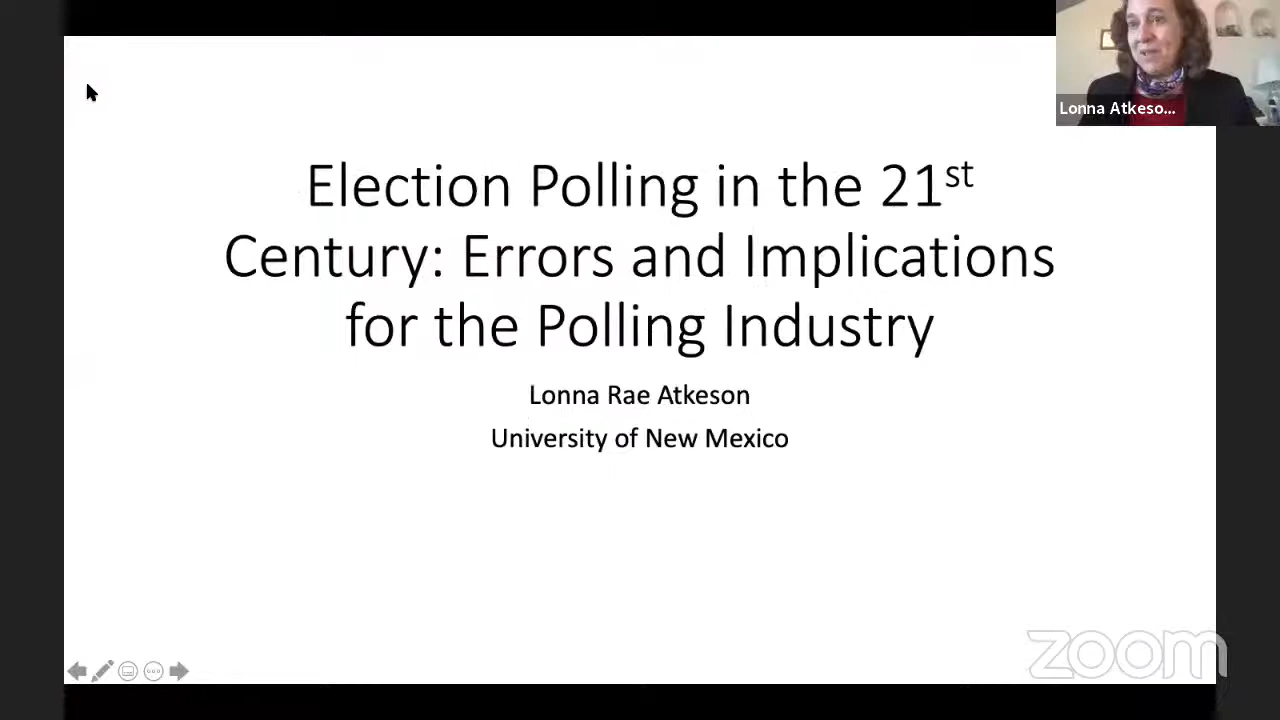 Lonna Atkeso...
Election Polling in the 21st
Century: Errors and Implications
for the Polling Industry
Lonna Rae Atkeson
University of New Mexico
zoom